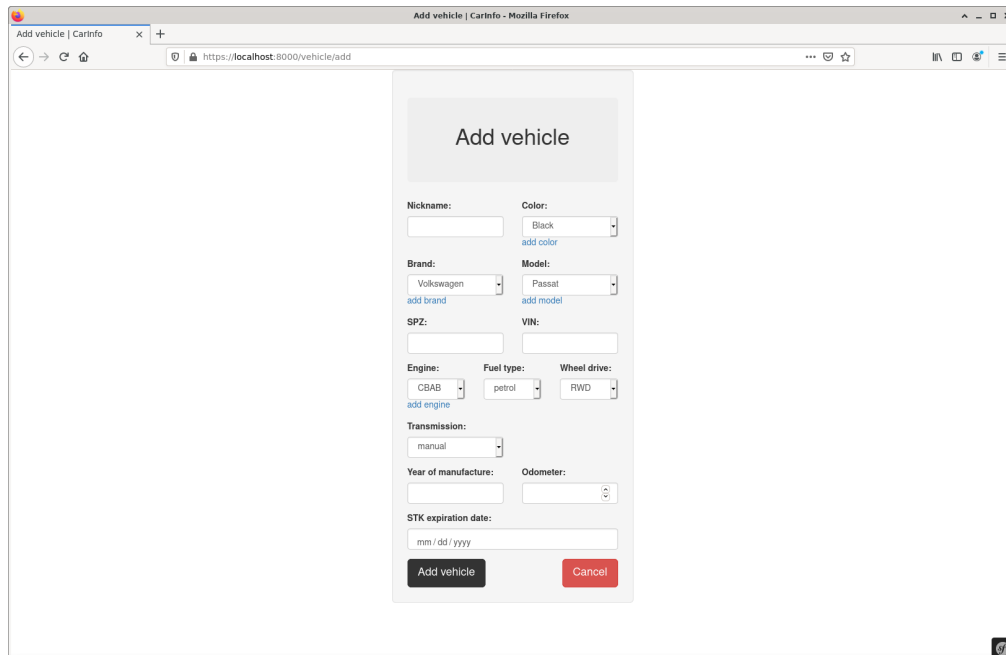 Add vehicle | CarInfo - Mozilla Firefox
Add vehicle | CarInfo
https://localhost:8000/vehicle/add
Add vehicle
Nickname: Color:
Black
add color
Brand: Model:
Volkswagen Passat
add brand add model
SPZ: VIN:
Engine: Fuel type: Wheel drive:
CBAB petrol RWD
add engine
Transmission:
manual
Year of manufacture: Odometer:
STK expiration date:
mm / dd / yyyy
Add vehicle Cancel